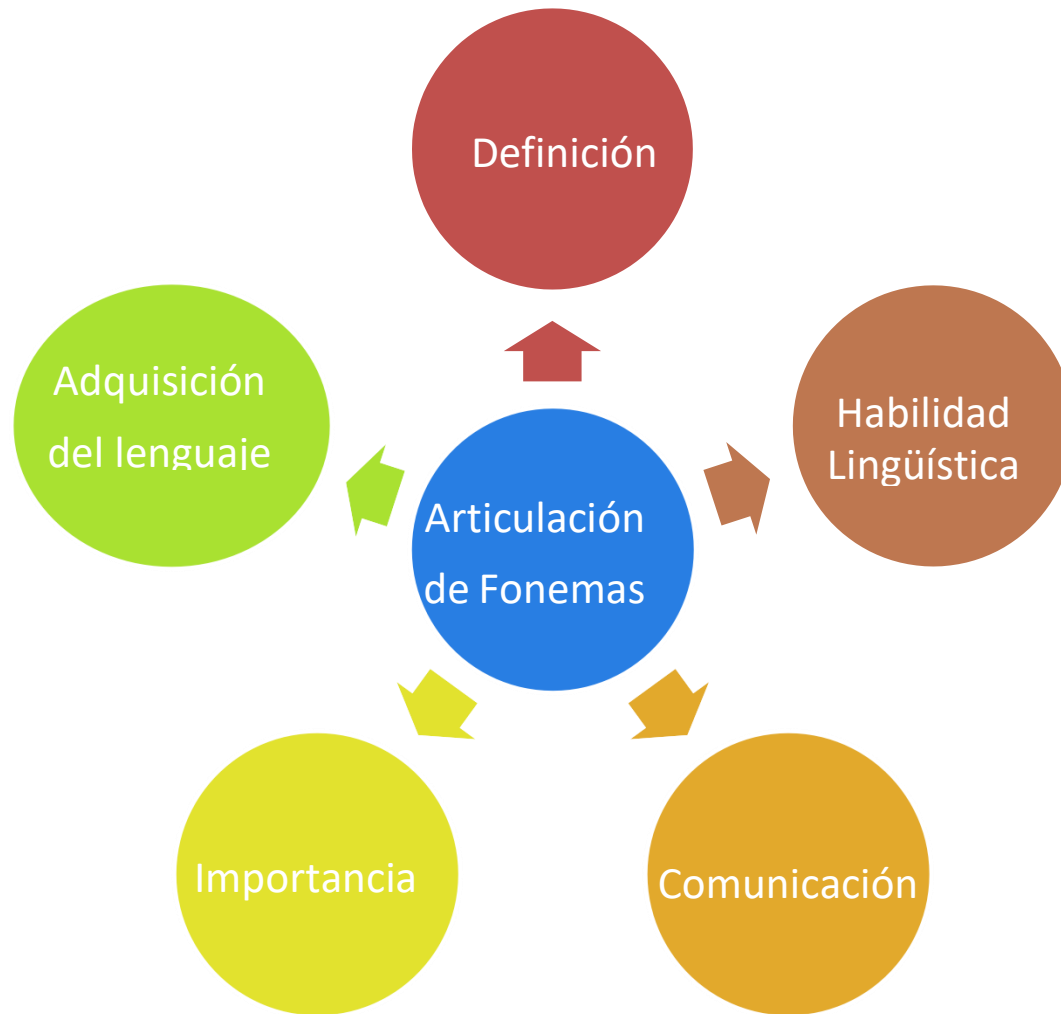 Definición
Adquisición
del lenguaje
Habilidad
Lingüística
Articulación
de Fonemas
Importancia
Comunicación